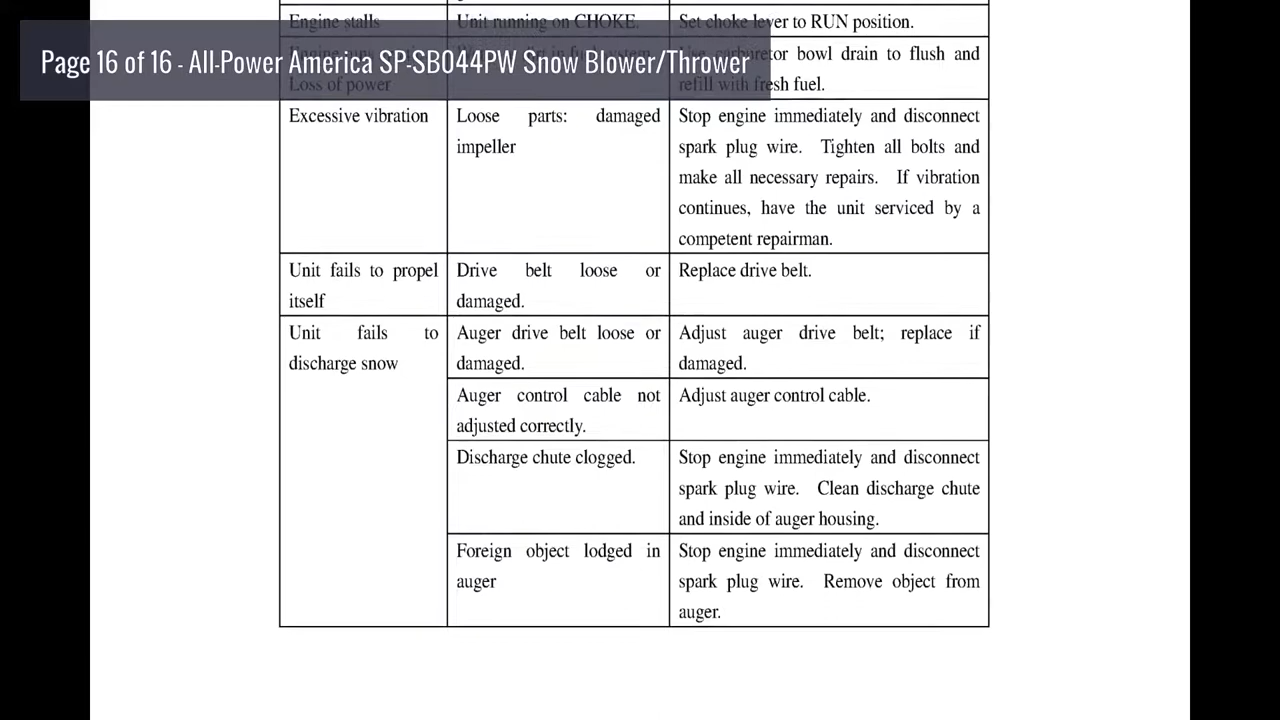 Engine stalls
Unit running on CHOKE.
Set choke lever to RUN position.
Page 16 of 16 - All-Power America SP-SB044PW Snow Blower/Thrower
Loss of power
Use carburetor bowl drain to flush and
refill with fresh fuel.
Excessive vibration
Loose parts: damaged
impeller
Stop engine immediately and disconnect
spark plug wire. Tighten all bolts and
make all necessary repairs. If vibration
continues, have the unit serviced by a
competent repairman.
Unit fails to propel
itself
Drive belt loose or
damaged.
Replace drive belt.
Unit fails to
discharge snow
Auger drive belt loose or
damaged.
Adjust auger drive belt; replace if
damaged.
Auger control cable not
adjusted correctly.
Adjust auger control cable.
Discharge chute clogged.
Stop engine immediately and disconnect
spark plug wire. Clean discharge chute
and inside of auger housing.
Foreign object lodged in
auger
Stop engine immediately and disconnect
spark plug wire. Remove object from
auger.